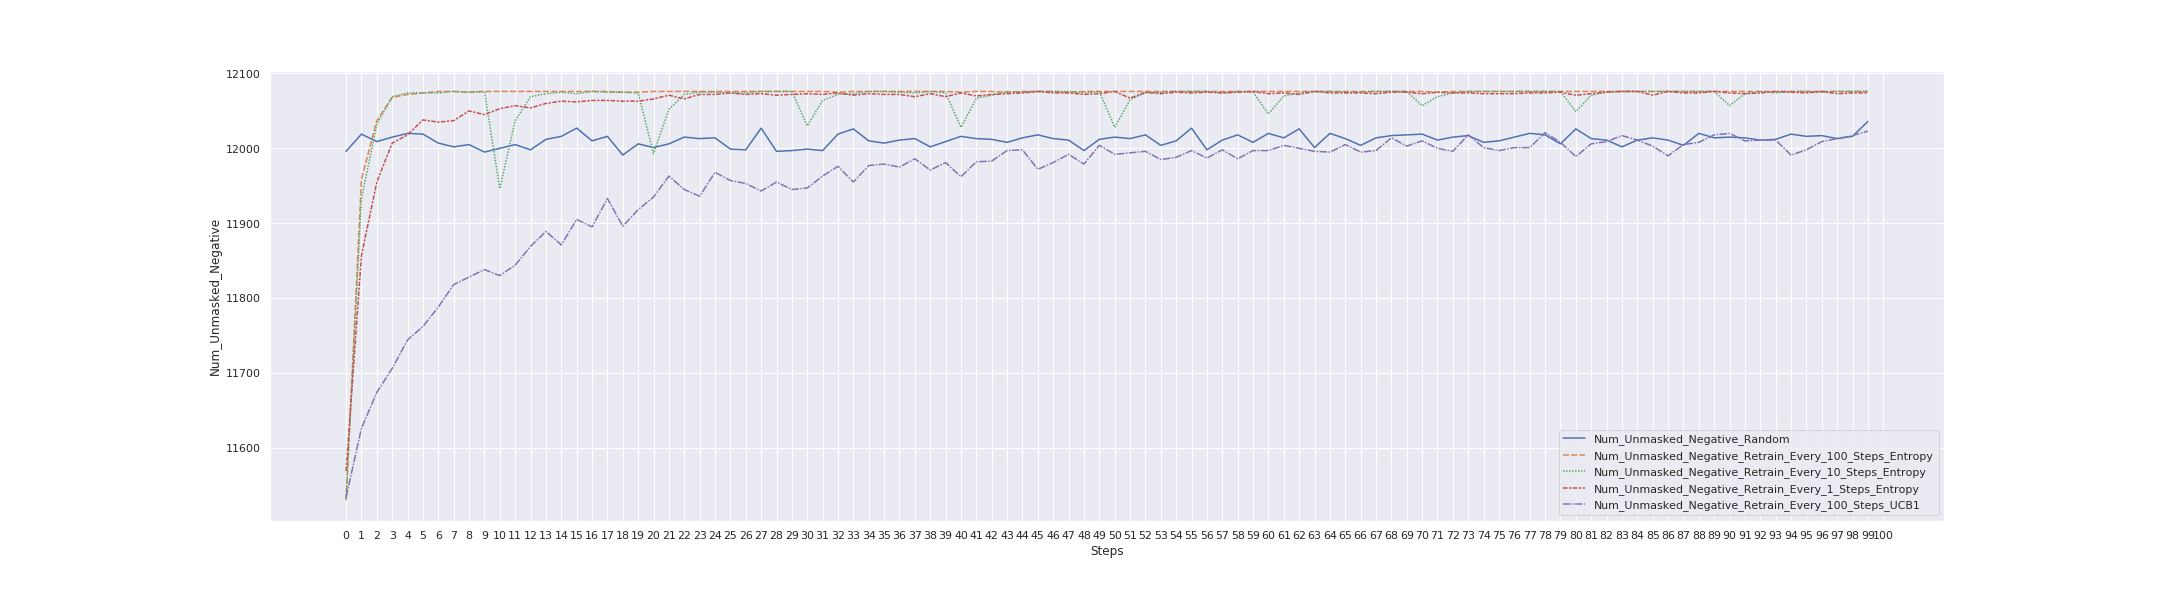 12100
12000
11900
11800
11700
11600
Num_Unmasked_Negative
Num_Unmasked_Negative_Random
Num_Unmasked_Negative_Retrain_Every_100_Steps_Entropy
Num_Unmasked_Negative_Retrain_Every_10_Steps_Entropy
Num_Unmasked_Negative_Retrain_Every_1_Steps_Entropy
Num_Unmasked_Negative_Retrain_Every_100_Steps_UCB1
0 1 2 3 4 5 6 7 8 9 10 11 12 13 14 15 16 17 18 19 20 21 22 23 24 25 26 27 28 29 30 31 32 33 34 35 36 37 38 39 40 41 42 43 44 45 46 47 48 49 50 51 52 53 54 55 56 57 58 59 60 61 62 63 64 65 66 67 68 69 70 71 72 73 74 75 76 77 78 79 80 81 82 83 84 85 86 87 88 89 90 91 92 93 94 95 96 97 98 99 100
Steps